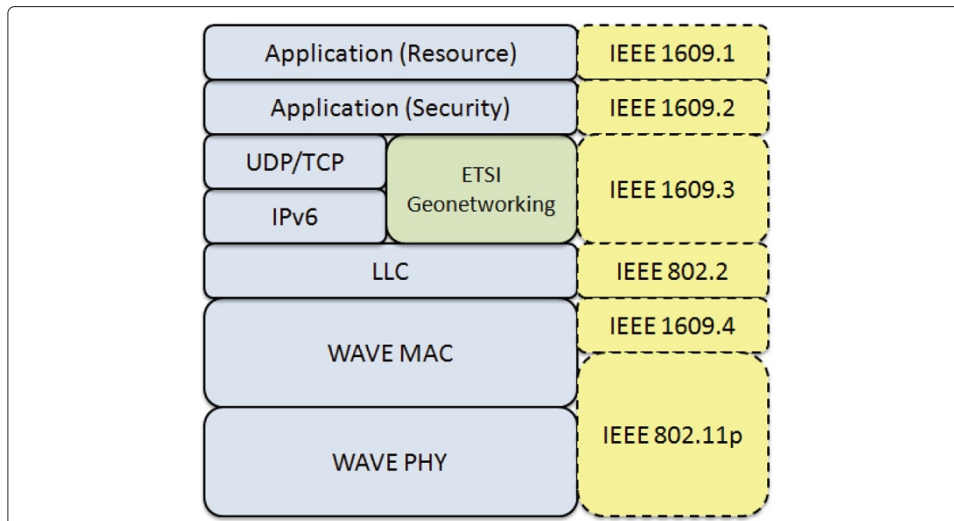 Application (Resource)
IEEE 1609.1
Application (Security)
IEEE 1609.2
UDP/TCP
ETSI
Geonetworking
IEEE 1609.3
IPv6
LLC
IEEE 802.2
WAVE MAC
IEEE 1609.4
WAVE PHY
IEEE 802.11p